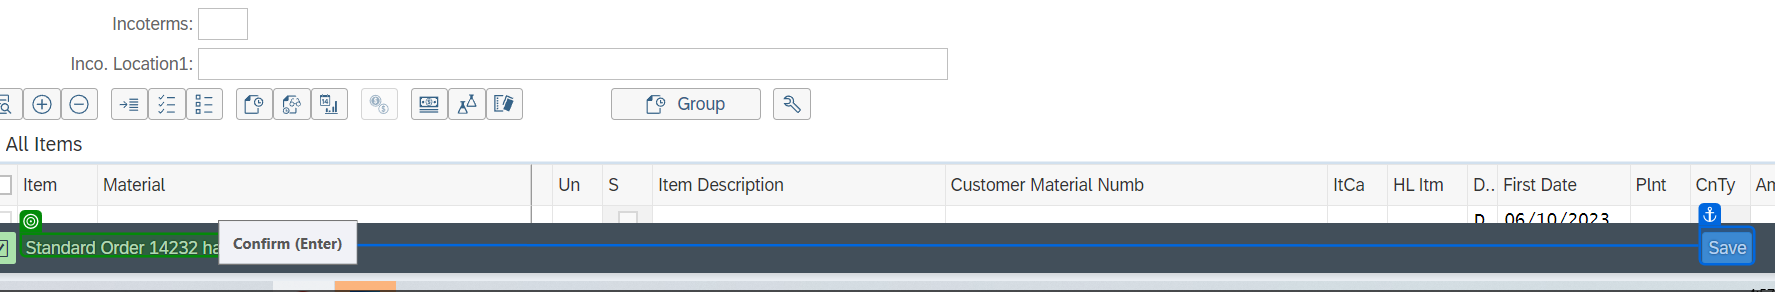 Incoterms:
Inco. Location1:
Group
All Items
Item Material Un S Item Description Customer Material Numb ItCa HL Itm D.. First Date Plnt CnTy Am
D 06/10/2023
Standard Order 14232 ha Confirm (Enter) Save